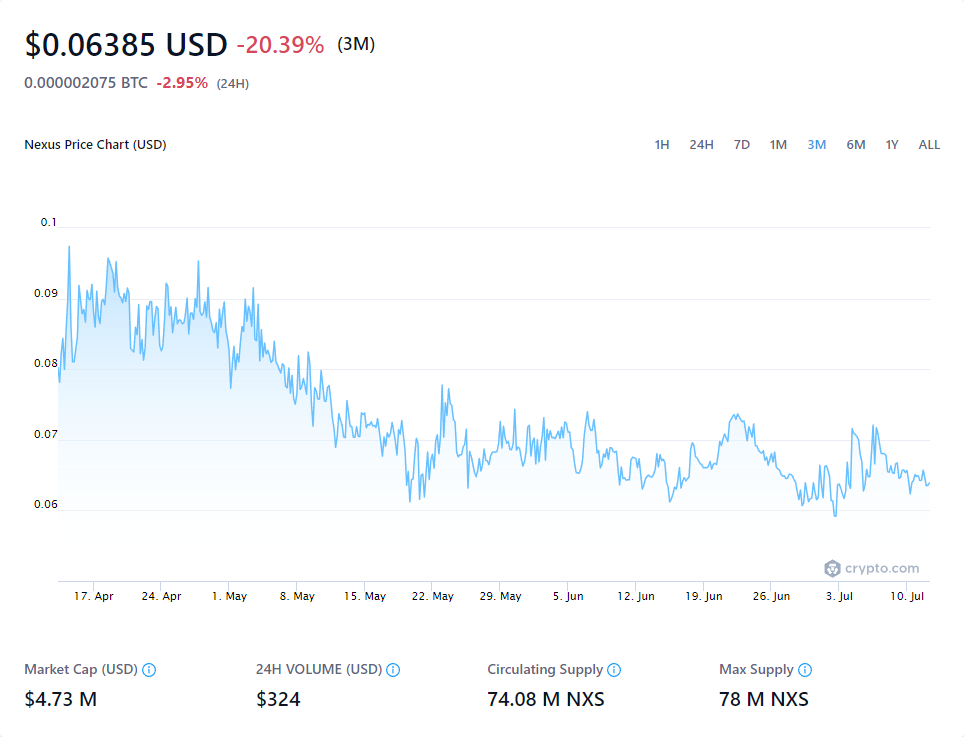 $0.06385 USD -20.39% (3M)
0.000002075 BTC -2.95% (24H)
Nexus Price Chart (USD) 1H 24H 7D 1M 3M 6M 1Y ALL
0.1
0.09
0.08
0.07
0.06
crypto.com
17. Apr 24. Apr 1. May 8. May 15. May 22. May 29. May 5. Jun 12. Jun 19. Jun 26. Jun 3. Jul 10. Jul
Market Cap (USD) 24H VOLUME (USD) Circulating Supply Max Supply
$4.73 M $324 74.08 M NXS 78 M NXS